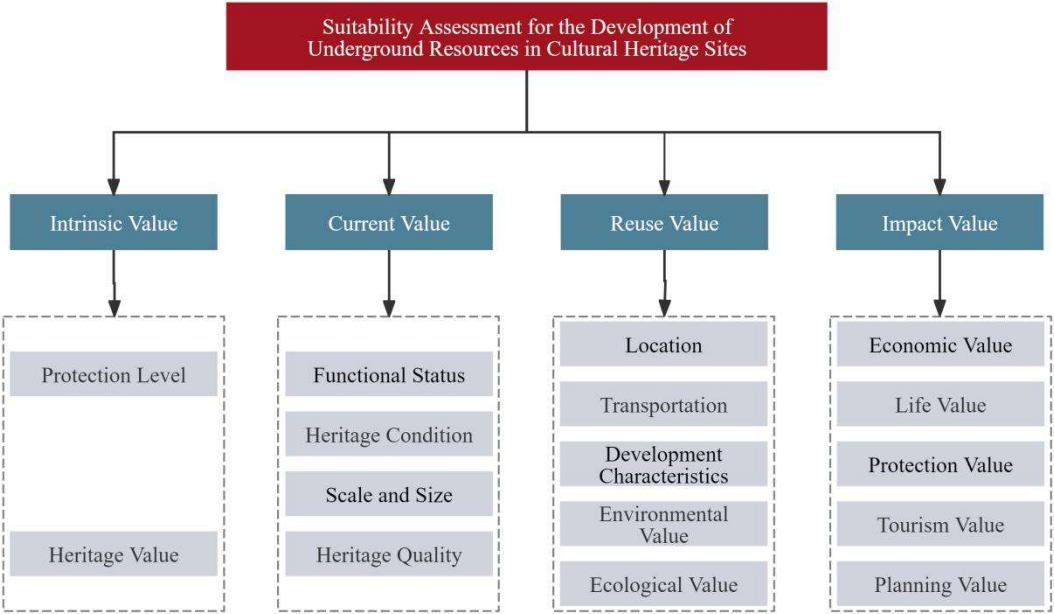 Suitability Assessment for the Development of
Underground Resources in Cultural Heritage Sites
Intrinsic Value
Current Value
Reuse Value
Impact Value
Protection Level
Heritage Value
Functional Status
Heritage Condition
Scale and Size
Heritage Quality
Location
Transportation
Development
Characteristics
Environmental
Value
Ecological Value
Economic Value
Life Value
Protection Value
Tourism Value
Planning Value